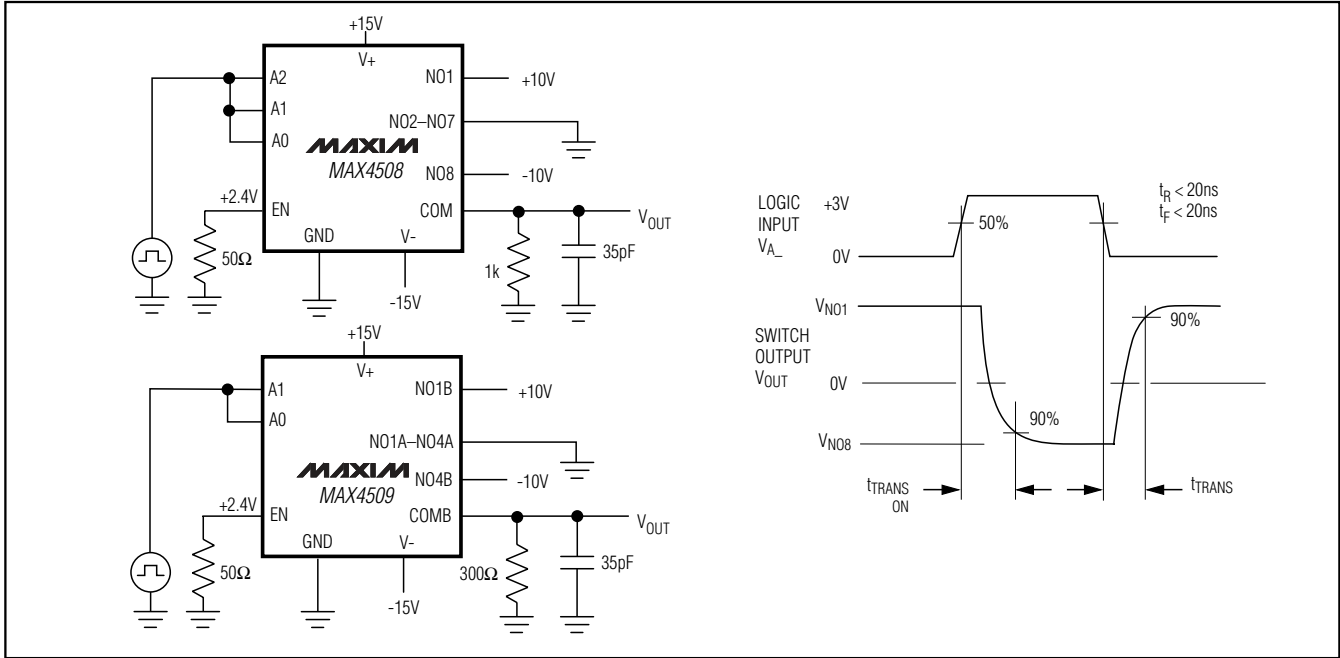 +15V
V+
A2
A1
A0
NO1
+10V
NO2–NO7
MAXIM
MAX4508
NO8
-10V
+2.4V
EN
COM
VOUT
GND
V-
50Ω
1k
35pF
-15V
+15V
V+
A1
A0
NO1B
+10V
NO1A–NO4A
MAXIM
MAX4509
NO4B
-10V
+2.4V
EN
COMB
VOUT
GND
V-
50Ω
300Ω
35pF
-15V
LOGIC
INPUT
VA_
+3V
0V
50%
tR < 20ns
tF < 20ns
VNO1
SWITCH
OUTPUT
VOUT
0V
VNO8
90%
90%
tTRANS
ON
tTRANS